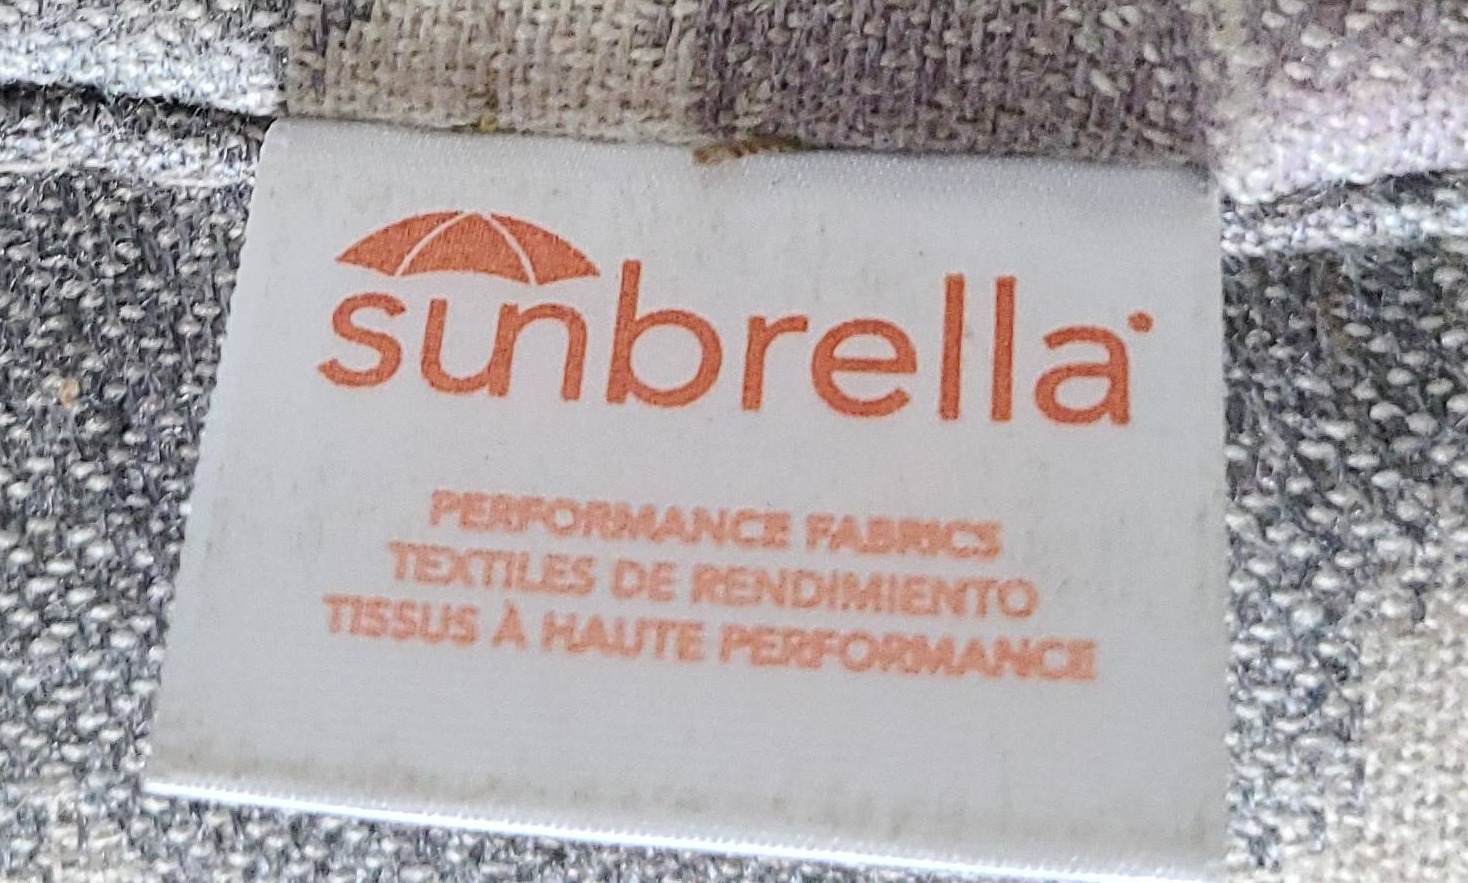 sunbrella
PERFORMANCE FABRICS
TEXTILES DE RENDIMIENTO
TISSUS À HAUTE PERFORMANCE